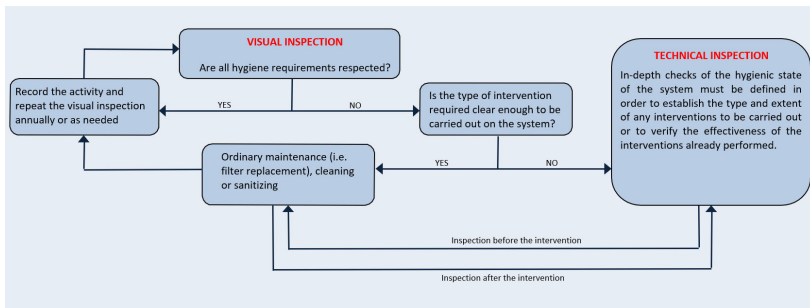 VISUAL INSPECTION
Are all hygiene requirements respected?
TECHNICAL INSPECTION
In-depth checks of the hygienic state
of the system must be defined in
order to establish the type and extent
of any interventions to be carried out
or to verify the effectiveness of the
interventions already performed.
Record the activity and
repeat the visual inspection
annually or as needed
YES
NO
Is the type of intervention
required clear enough to be
carried out on the system?
Ordinary maintenance (i.e.
filter replacement), cleaning
or sanitizing
YES
NO
Inspection before the intervention
Inspection after the intervention